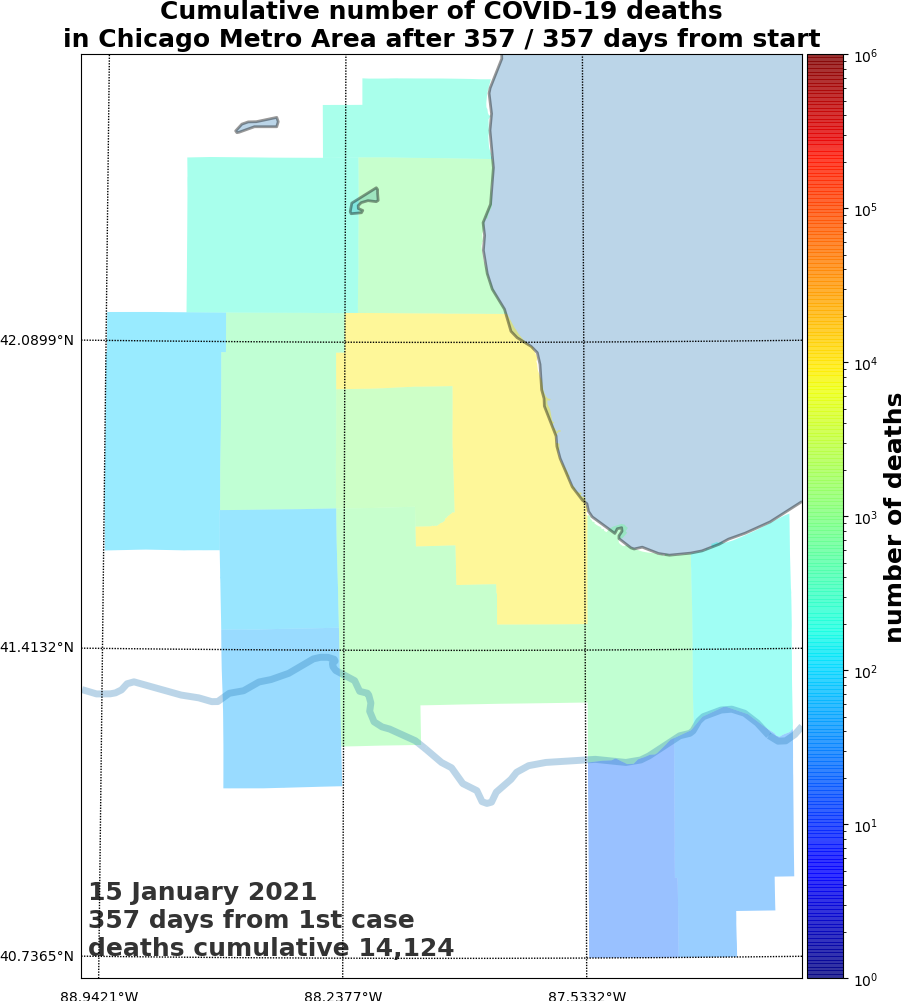 Cumulative number of COVID-19 deaths
in Chicago Metro Area after 357 / 357 days from start
10^6
10^5
42.0899°N
10^4
number of deaths
10^3
41.4132°N
10^2
10^1
15 January 2021
357 days from 1st case
deaths cumulative 14,124
40.7365°N
10^0
88.9421°W 88.2377°W 87.5332°W